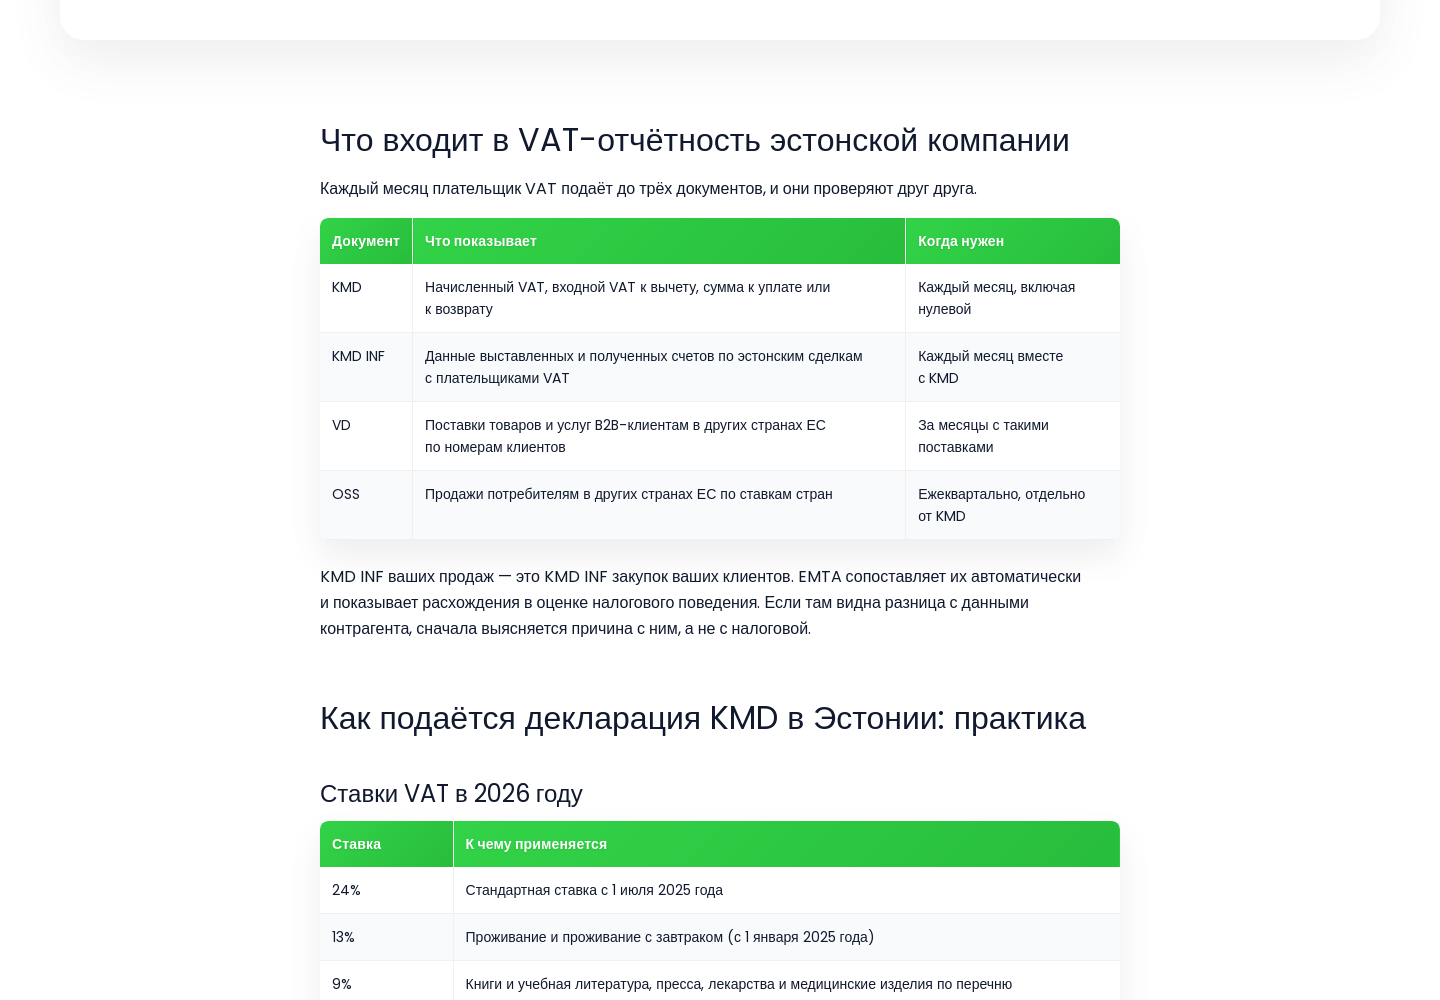 Что входит в VAT-отчётность эстонской компании
Каждый месяц плательщик VAT подаёт до трёх документов, и они проверяют друг друга.
Документ Что показывает Когда нужен
KMD Начисленный VAT, входной VAT к вычету, сумма к уплате или Каждый месяц, включая
к возврату нулевой
KMD INF Данные выставленных и полученных счетов по эстонским сделкам Каждый месяц вместе
с плательщиками VAT с KMD
VD Поставки товаров и услуг B2B-клиентам в других странах ЕС За месяцы с такими
по номерам клиентов поставками
OSS Продажи потребителям в других странах ЕС по ставкам стран Ежеквартально, отдельно
от KMD
KMD INF ваших продаж — это KMD INF закупок ваших клиентов. EMTA сопоставляет их автоматически
и показывает расхождения в оценке налогового поведения. Если там видна разница с данными
контрагента, сначала выясняется причина с ним, а не с налоговой.
Как подаётся декларация KMD в Эстонии: практика
Ставки VAT в 2026 году
Ставка К чему применяется
24% Стандартная ставка с 1 июля 2025 года
13% Проживание и проживание с завтраком (с 1 января 2025 года)
9% Книги и учебная литература, пресса, лекарства и медицинские изделия по перечню